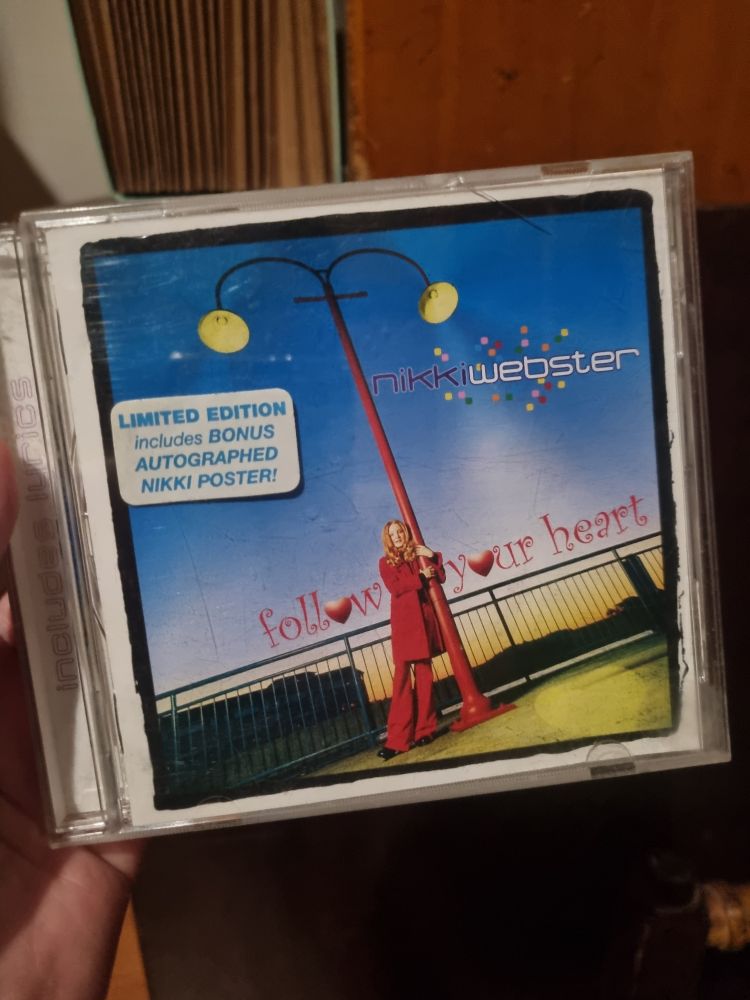 nikkiwebster
LIMITED EDITION
includes BONUS
AUTOGRAPHED
NIKKI POSTER!
follow your heart
includes lyrics